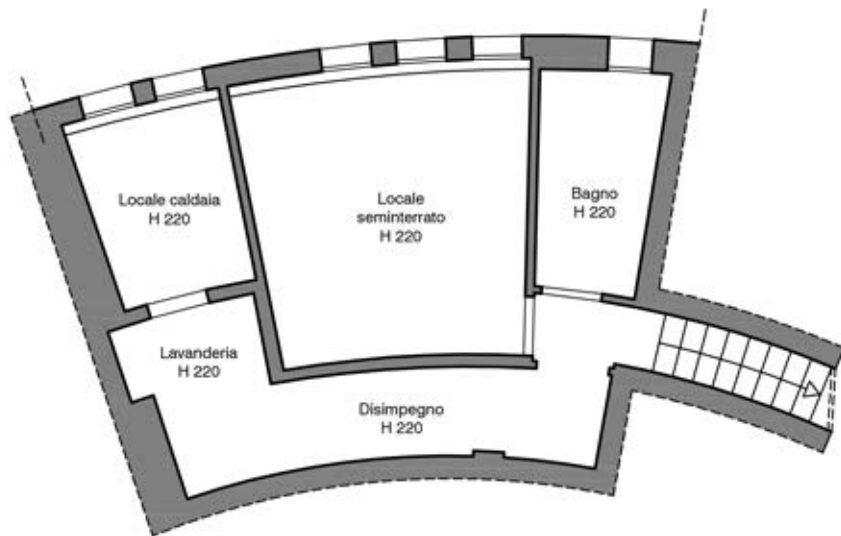 Locale caldaia
H 220
Locale
seminterrato
H 220
Bagno
H 220
Lavanderia
H 220
Disimpegno
H 220